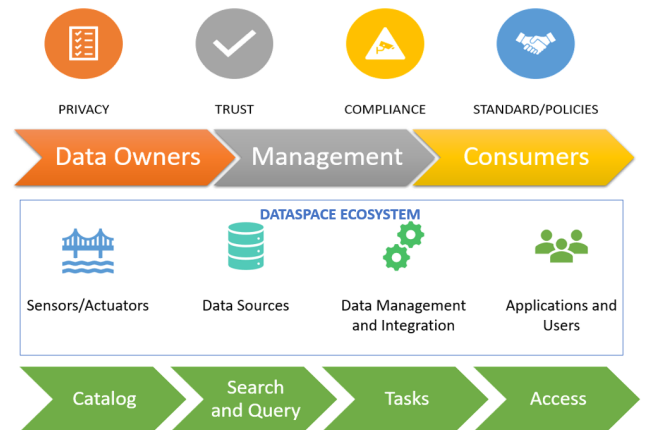 PRIVACY
TRUST
COMPLIANCE
STANDARD/POLICIES
Data Owners
Management
Consumers
DATASPACE ECOSYSTEM
Sensors/Actuators
Data Sources
Data Management
and Integration
Applications and
Users
Catalog
Search
and Query
Tasks
Access